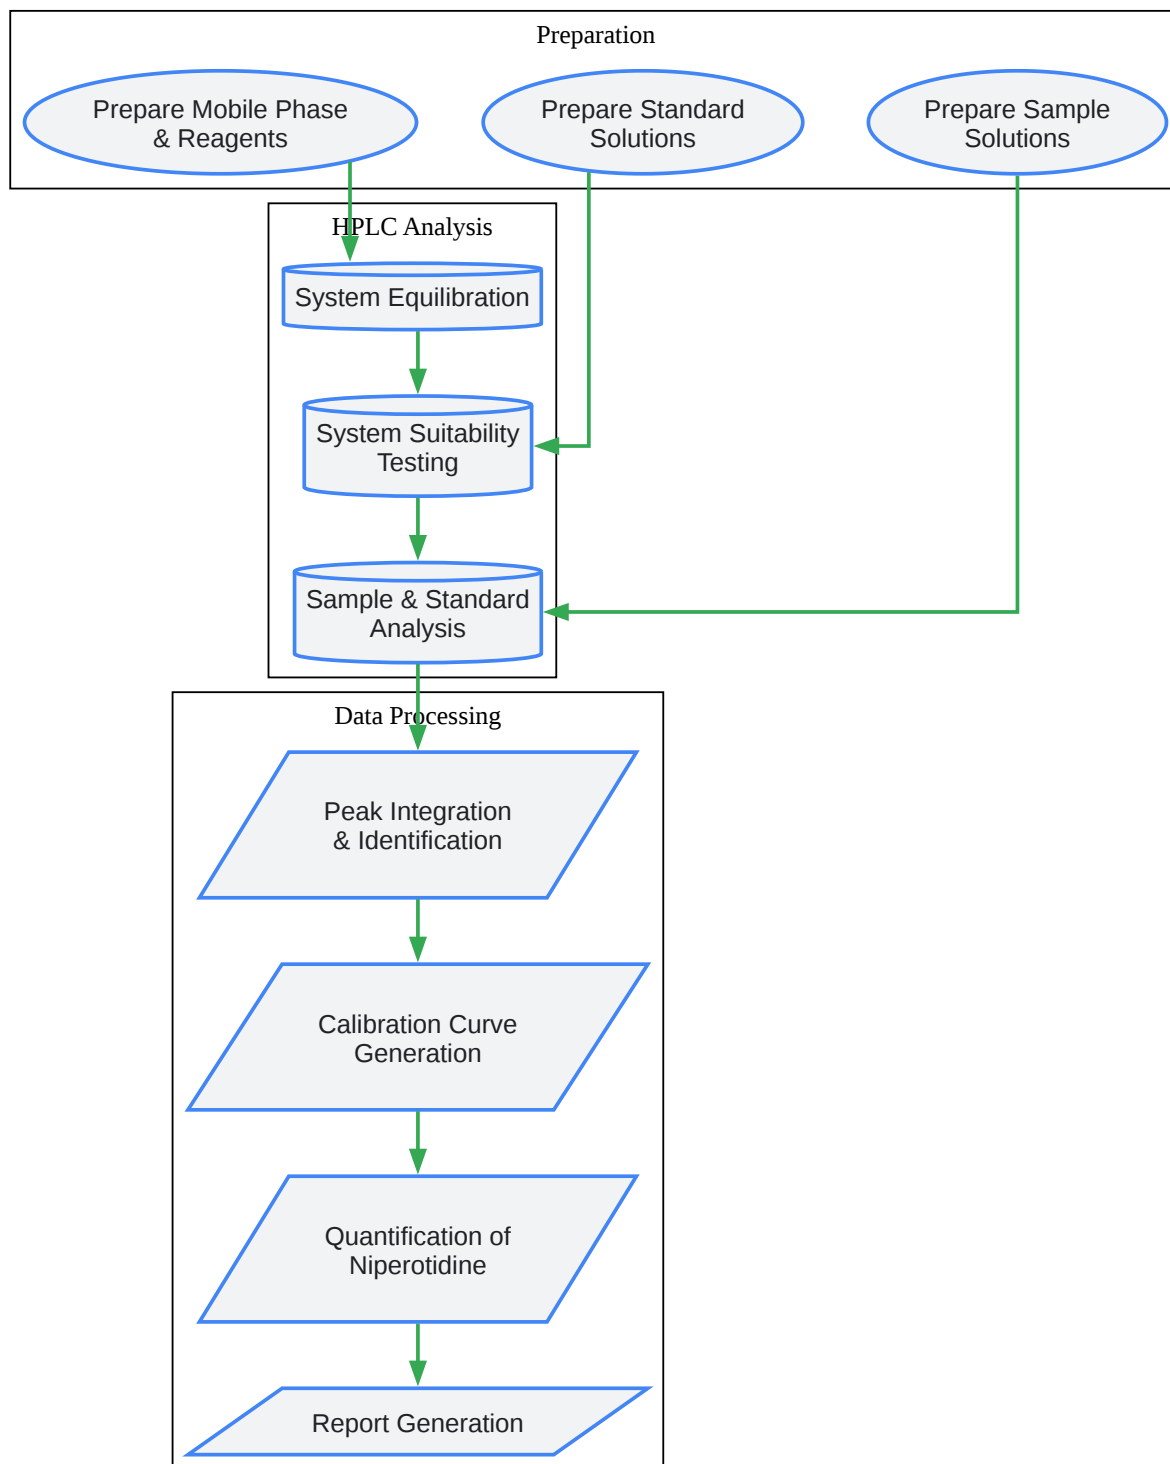 Preparation
Prepare Mobile Phase
& Reagents
Prepare Standard
Solutions
Prepare Sample
Solutions
HPLC Analysis
System Equilibration
System Suitability
Testing
Sample & Standard
Analysis
Data Processing
Peak Integration
& Identification
Calibration Curve
Generation
Quantification of
Niperotidine
Report Generation